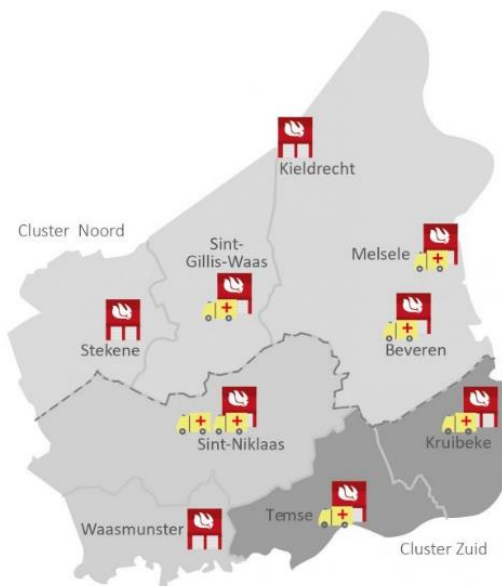 Kieldrecht
Cluster Noord
Sint-
Gillis-Waas
Melsele
Stekene
Beveren
Sint-Niklaas
Kruibeke
Waasmunster
Temse
Cluster Zuid